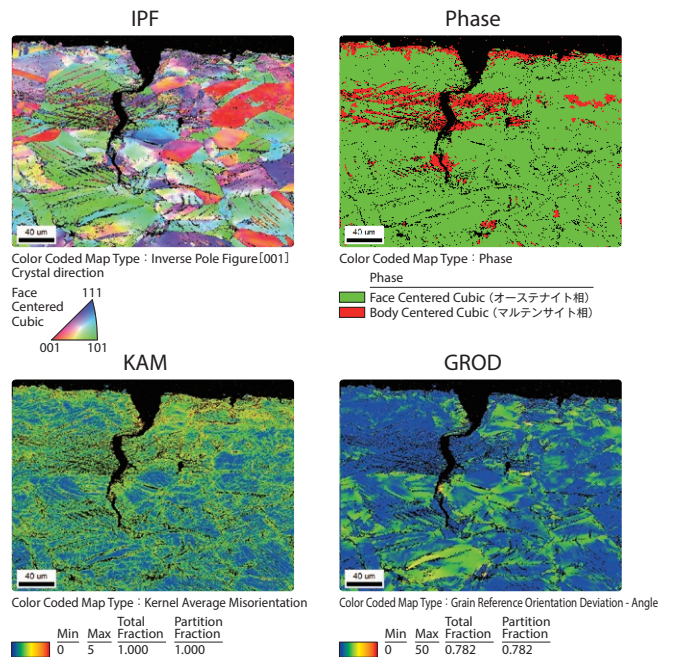 IPF
Phase
40 um
40 um
Color Coded Map Type：Inverse Pole Figure[001]
Crystal direction
Face
Centered
Cubic
111
001
101
Color Coded Map Type：Phase
Phase
Face Centered Cubic（オーステナイト相）
Body Centered Cubic（マルテンサイト相）
KAM
GROD
40 um
40 um
Color Coded Map Type：Kernel Average Misorientation
Min Max Total Fraction Partition Fraction
0 5 1.000 1.000
Color Coded Map Type：Grain Reference Orientation Deviation - Angle
Min Max Total Fraction Partition Fraction
0 50 0.782 0.782